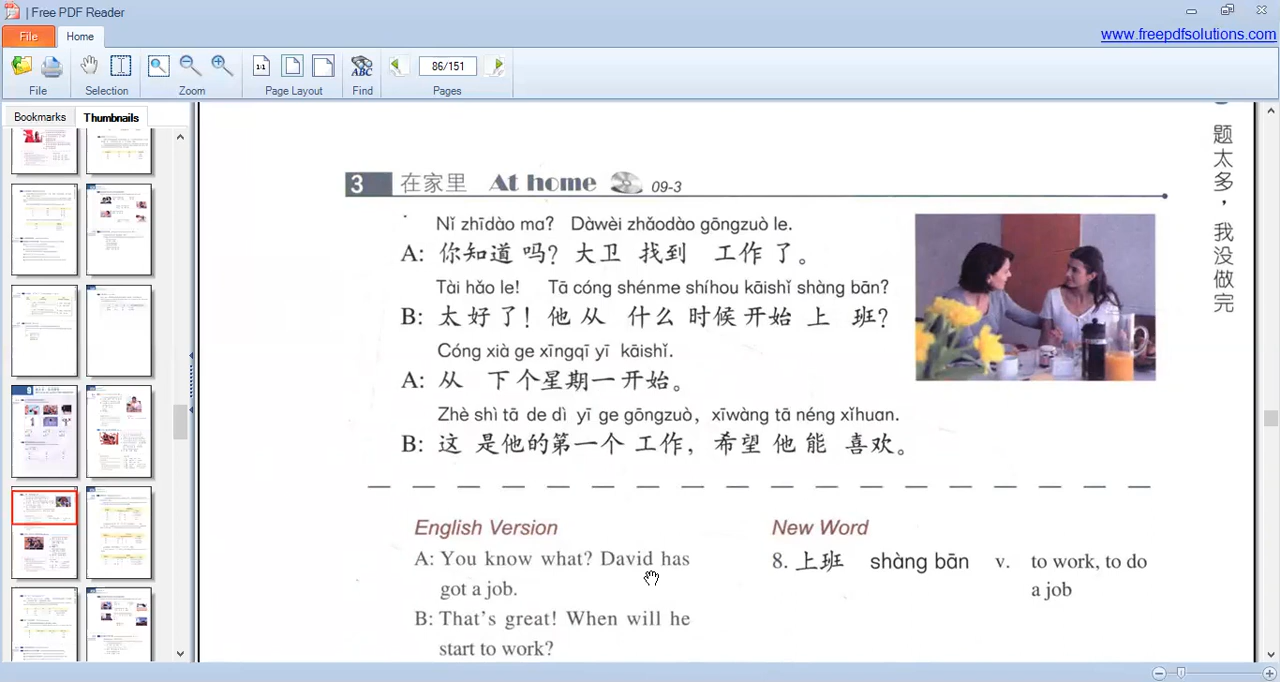 | Free PDF Reader
File
Home
www.freepdfsolutions.com
ABC
86/151
File
Selection
Zoom
Page Layout
Find
Pages
Bookmarks
Thumbnails
3 在家里 At home 09-3
Nǐ zhīdào ma? Dàwèi zhǎodào gōngzuò le.
A: 你知道 吗? 大卫 找到 工作 了。
Tài hǎo le! Tā cóng shénme shíhou kāishǐ shàng bān?
B: 太 好 了! 他 从 什么 时候 开始 上 班?
Cóng xià ge xīngqī yī kāishǐ.
A: 从 下个星期一开始。
Zhè shì tā de dì yī ge gōngzuò, xīwàng tā néng xǐhuan.
B: 这 是他的第一个 工作, 希望 他 能 喜欢。
题太多,我没做完
English Version
A: You know what? David has
got a job.
B: That's great! When will he
start to work?
New Word
8. 上班 shàng bān v. to work, to do
a job